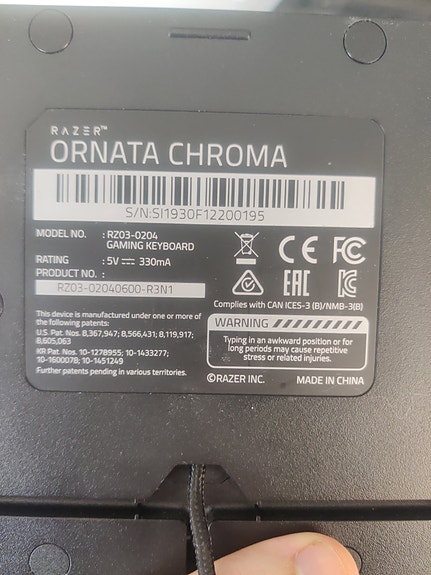 RAZER™
ORNATA CHROMA
S/N:SI1930F12200195
MODEL NO. : RZ03-0204
GAMING KEYBOARD
RATING : 5V ⎓ 330mA
PRODUCT NO. :
RZ03-02040600-R3N1
CE FC
EAC
Complies with CAN ICES-3 (B)/NMB-3(B)
This device is manufactured under one or more of
the following patents:
U.S. Pat. Nos. 8,367,947; 8,566,431; 8,119,917;
8,605,063
KR Pat. Nos. 10-1278955; 10-1433277;
10-1600078; 10-1451249
Further patents pending in various territories.
WARNING
Typing in an awkward position or for
long periods may cause repetitive
stress or related injuries.
©RAZER INC. MADE IN CHINA